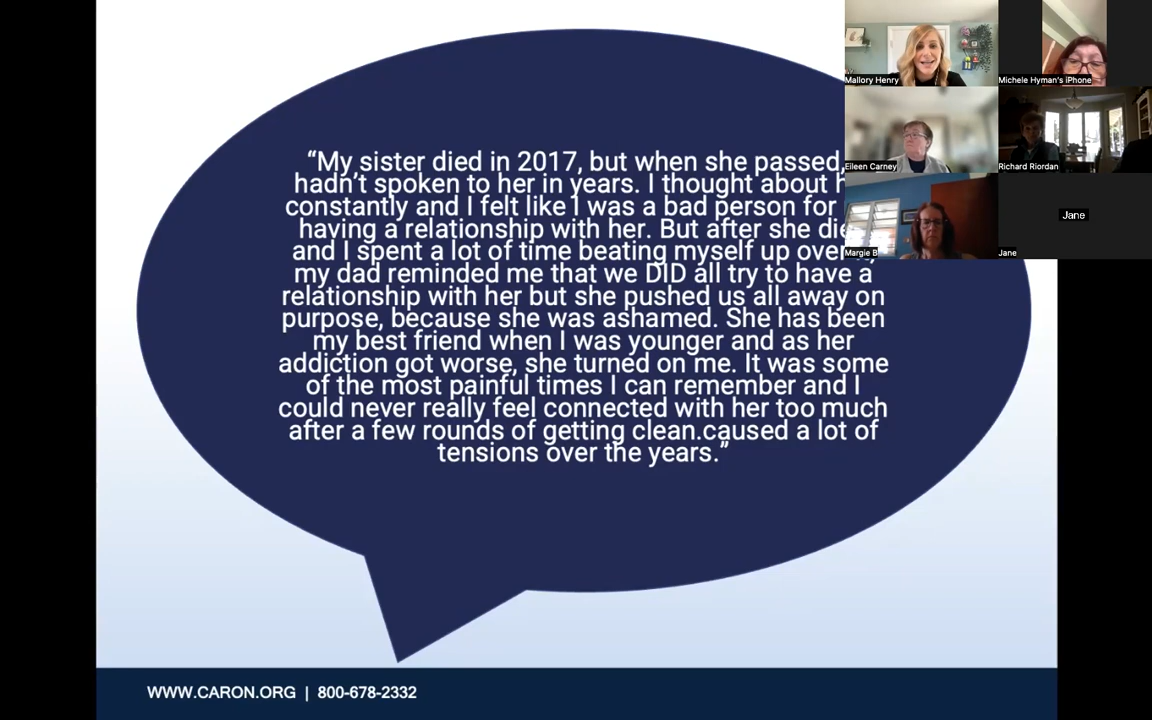 “My sister died in 2017, but when she passed,
hadn’t spoken to her in years. I thought about
constantly and I felt like I was a bad person for
having a relationship with her. But after she
and I spent a lot of time beating myself up over
my dad reminded me that we DID all try to have a
relationship with her but she pushed us all away on
purpose, because she was ashamed. She has been
my best friend when I was younger and as her
addiction got worse, she turned on me. It was some
of the most painful times I can remember and I
could never really feel connected with her too much
after a few rounds of getting clean.caused a lot of
tensions over the years.”
WWW.CARON.ORG | 800-678-2332
Mallory Henry
Michele Hyman's iPhone
Eileen Carney
Richard Riordan
Margie B
Jane
Jane